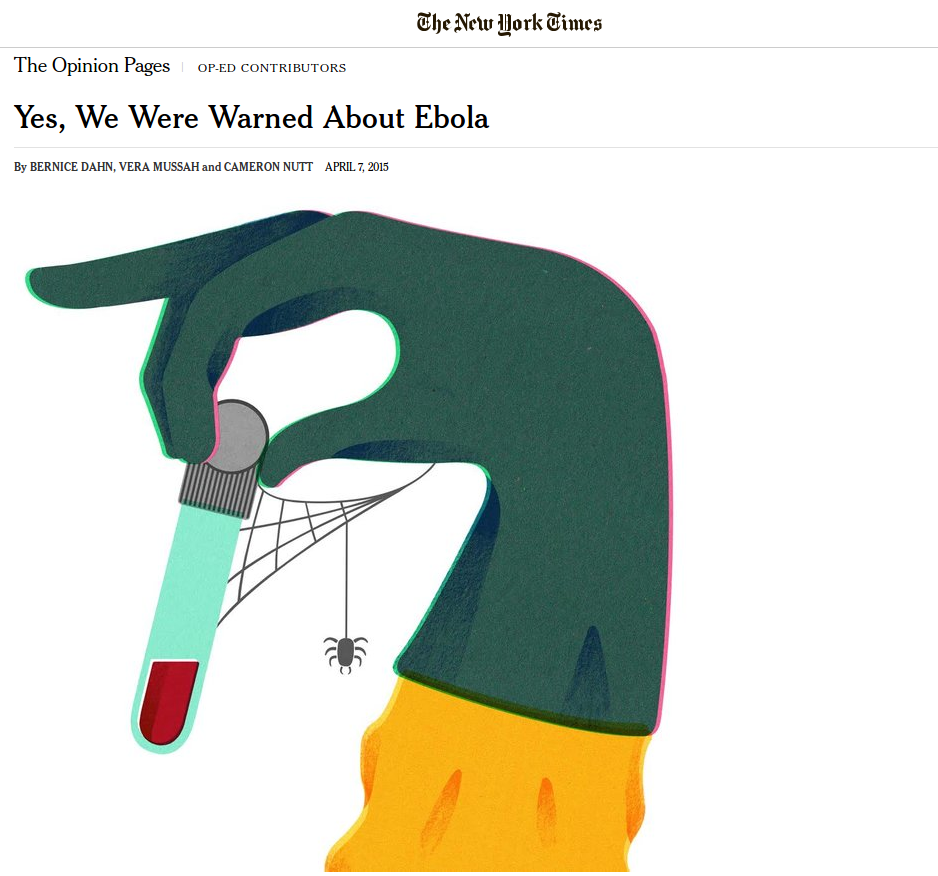 The New York Times
The Opinion Pages | OP-ED CONTRIBUTORS
Yes, We Were Warned About Ebola
By BERNICE DAHN, VERA MUSSAH and CAMERON NUTT APRIL 7, 2015